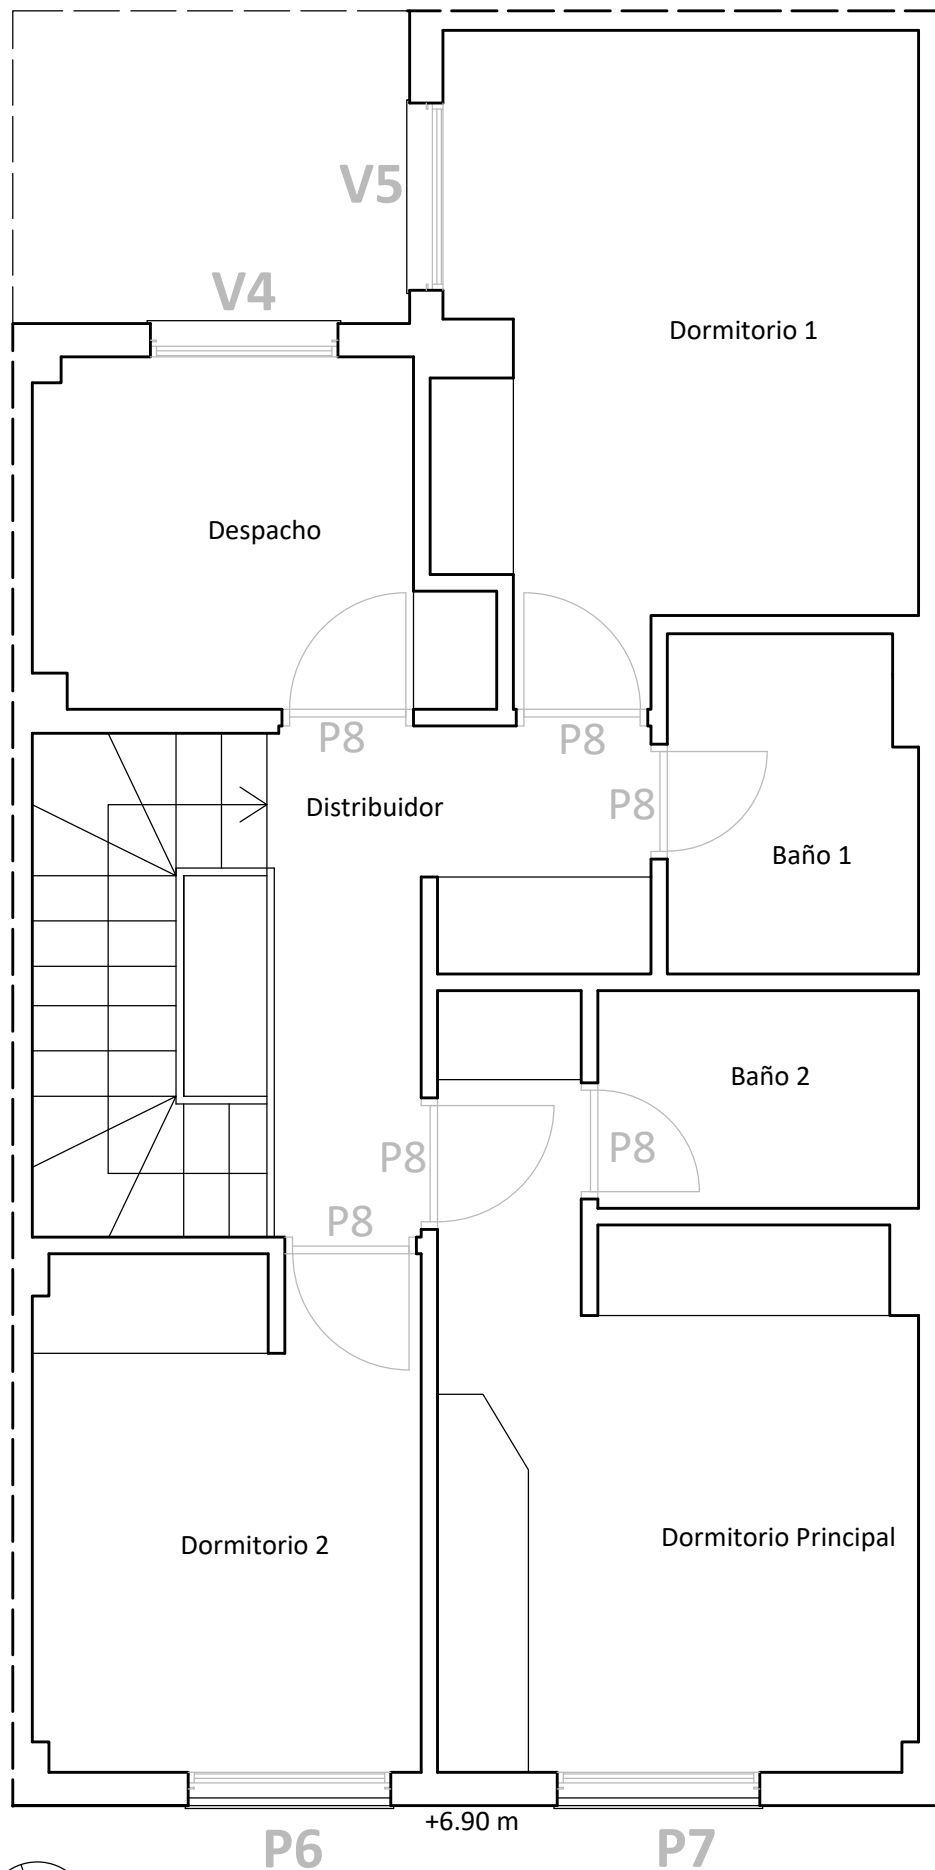 V5
V4
Dormitorio 1
Despacho
P8
P8
P8
Distribuidor
Baño 1
Baño 2
P8
P8
P8
Dormitorio 2
Dormitorio Principal
+6.90 m
P6
P7